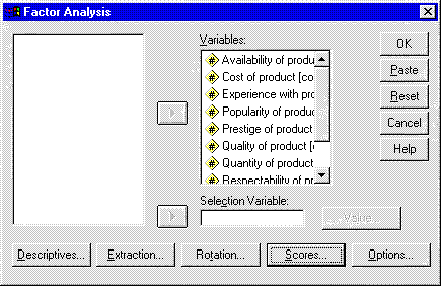 Factor Analysis
Variables:
# Availability of produ
# Cost of product [co
# Experience with pro
# Popularity of produc
# Prestige of product
# Quality of product [
# Quantity of product
# Respectability of pr
OK
Paste
Reset
Cancel
Help
Selection Variable:
Value...
Descriptives...
Extraction...
Rotation...
Scores...
Options...